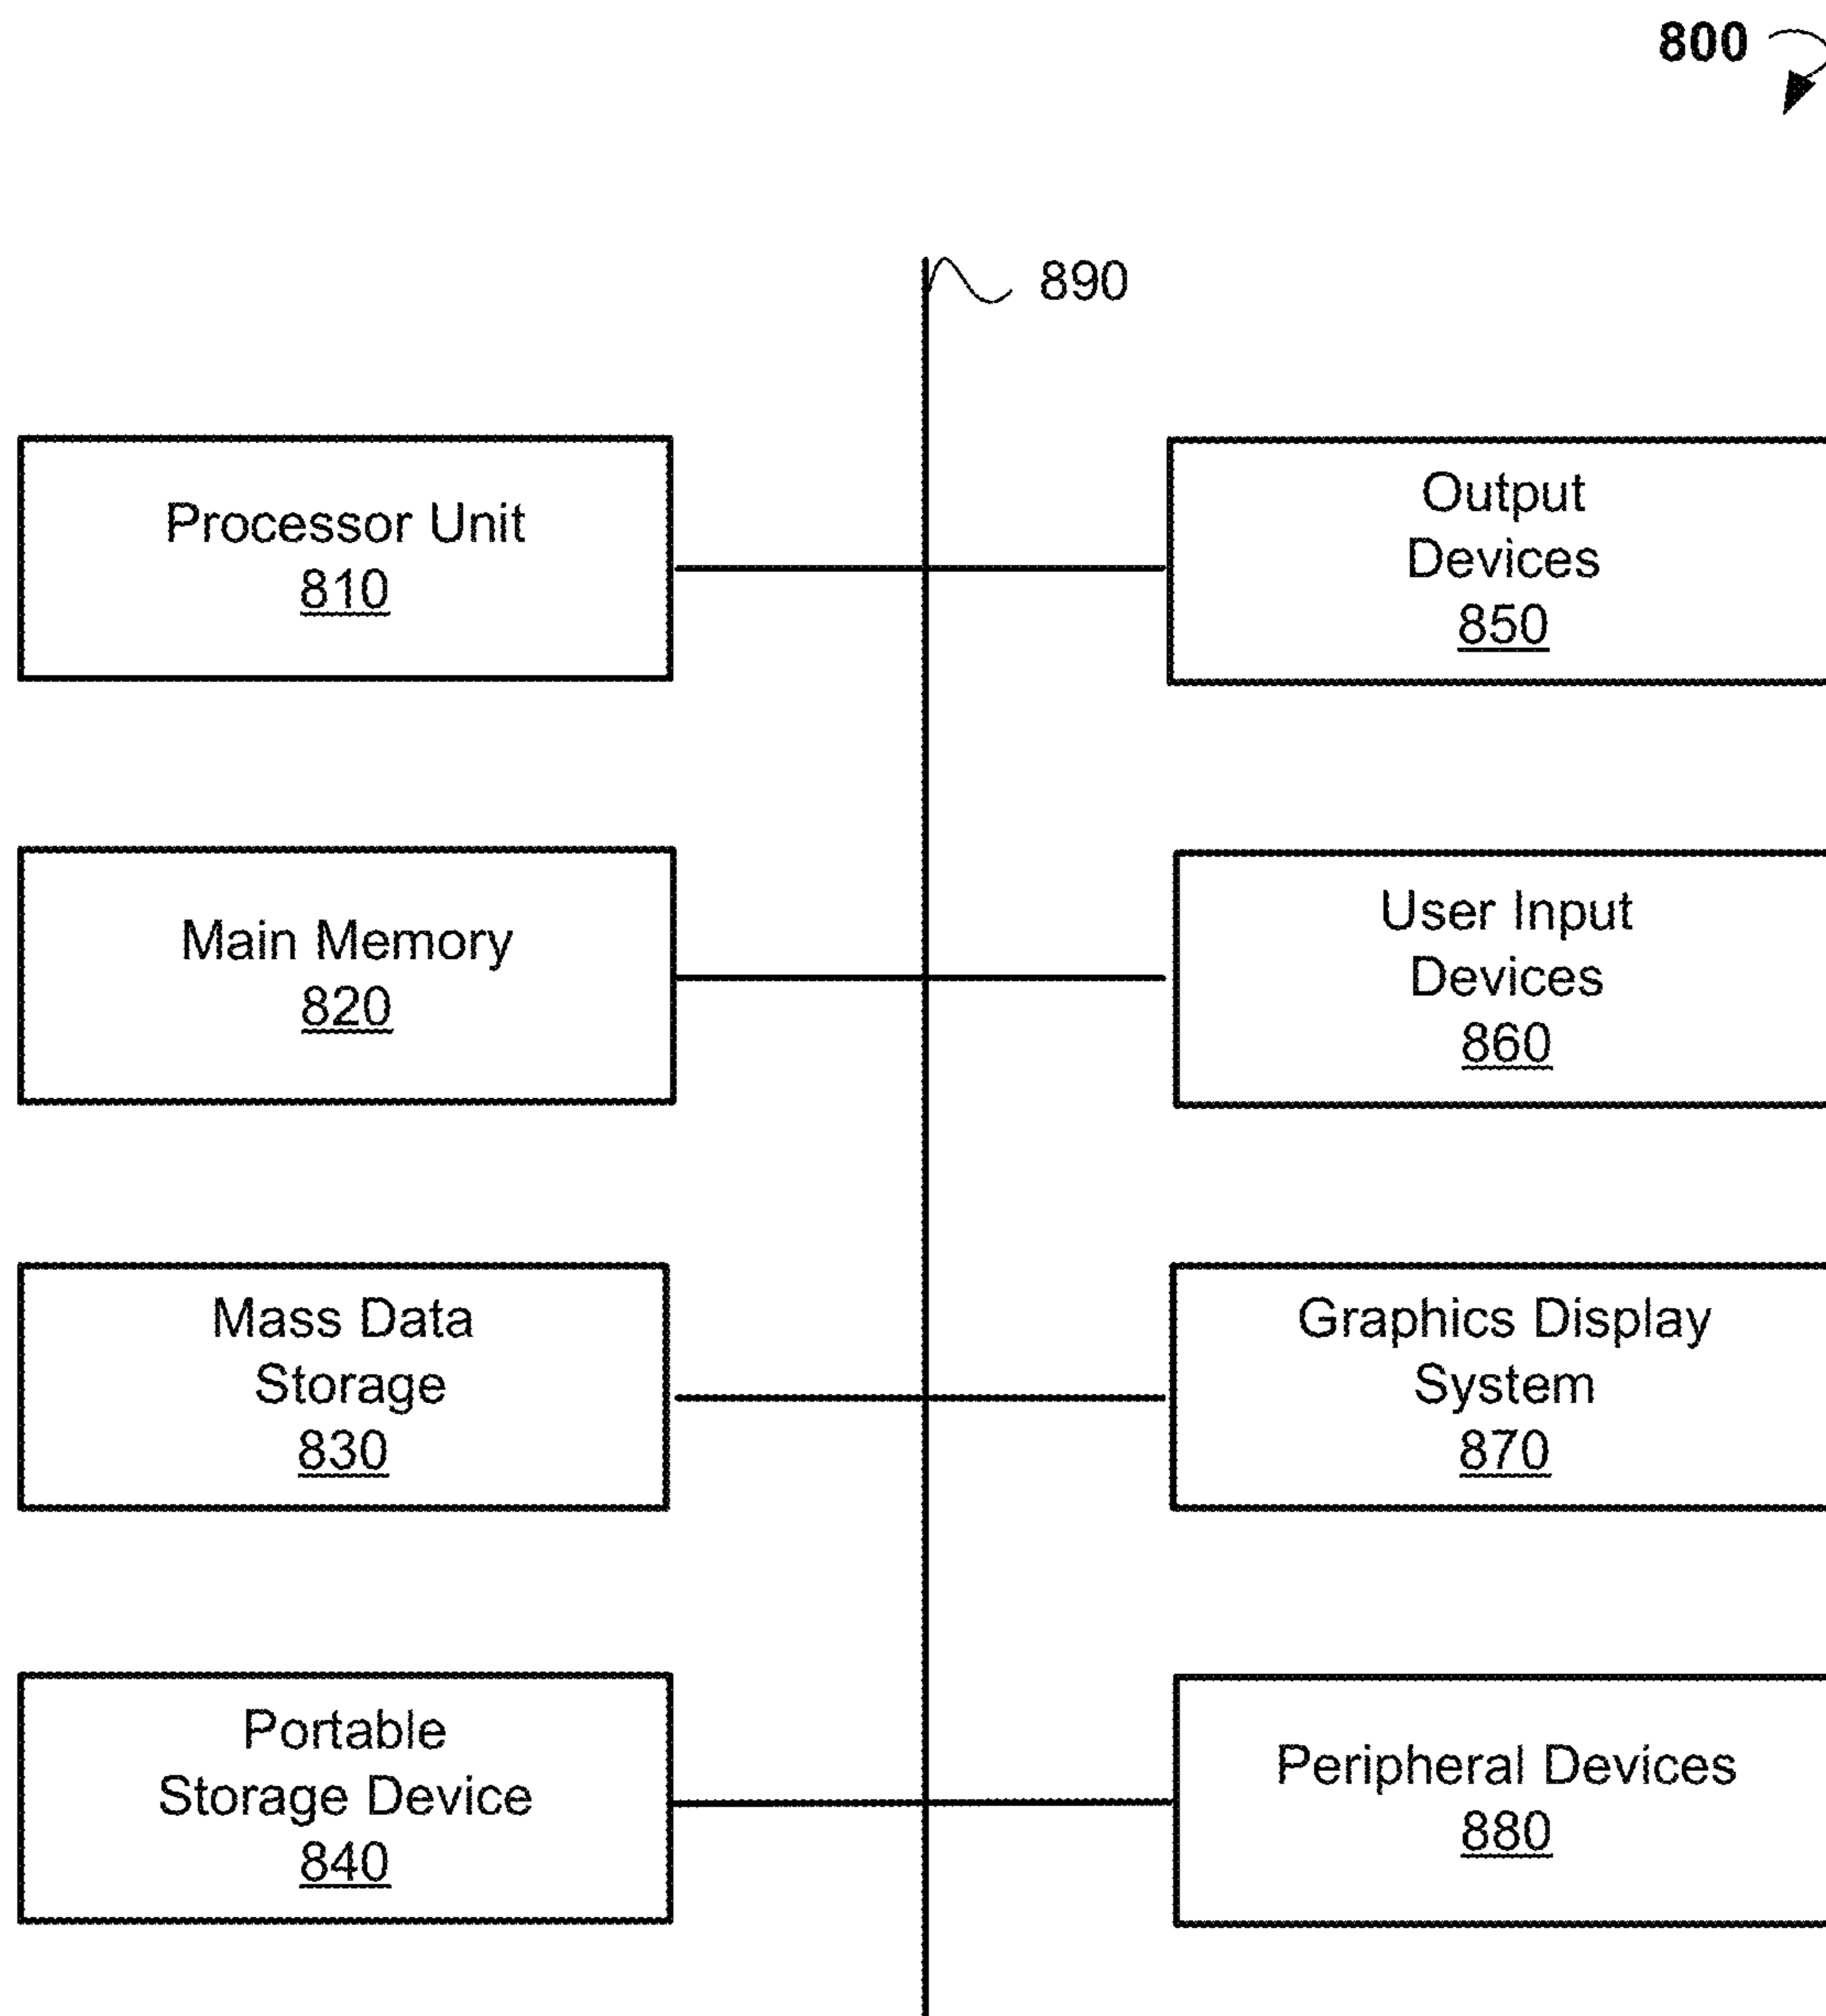 800
890
Processor Unit
810
Output
Devices
850
Main Memory
820
User Input
Devices
860
Mass Data
Storage
830
Graphics Display
System
870
Portable
Storage Device
840
Peripheral Devices
880